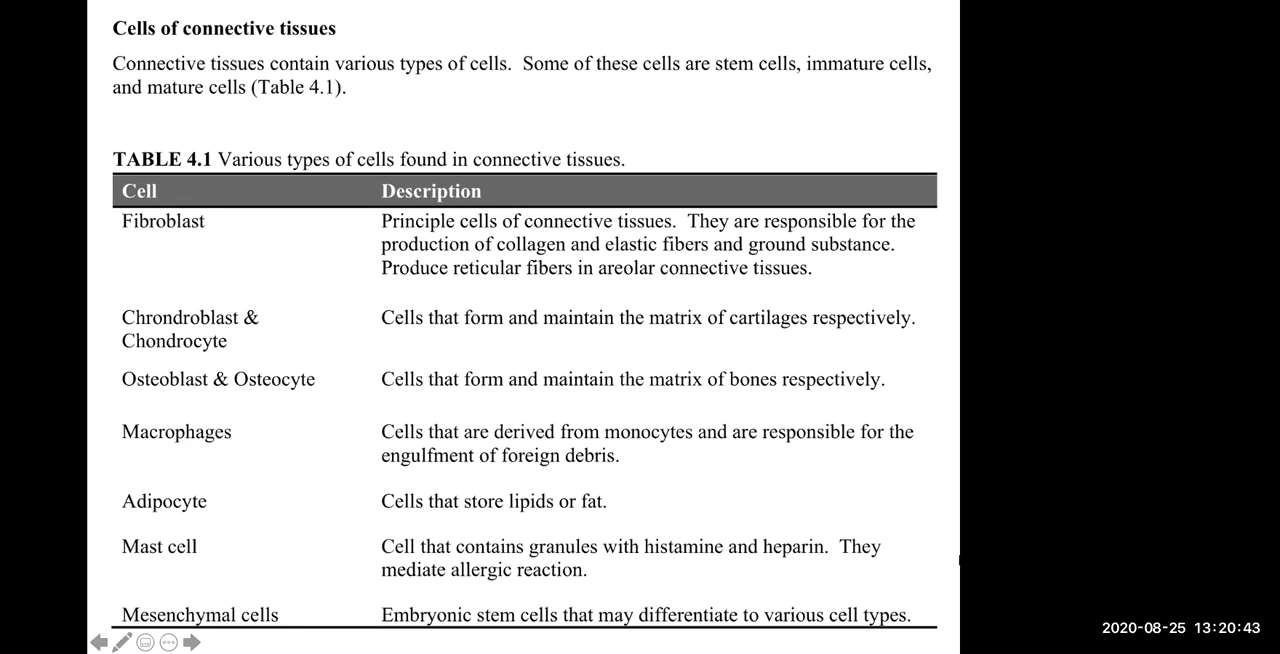 Cells of connective tissues
Connective tissues contain various types of cells.  Some of these cells are stem cells, immature cells,
and mature cells (Table 4.1).
TABLE 4.1 Various types of cells found in connective tissues.
Cell Description
Fibroblast Principle cells of connective tissues.  They are responsible for the
production of collagen and elastic fibers and ground substance.
Produce reticular fibers in areolar connective tissues.
Chrondroblast & Cells that form and maintain the matrix of cartilages respectively.
Chondrocyte
Osteoblast & Osteocyte Cells that form and maintain the matrix of bones respectively.
Macrophages Cells that are derived from monocytes and are responsible for the
engulfment of foreign debris.
Adipocyte Cells that store lipids or fat.
Mast cell Cell that contains granules with histamine and heparin.  They
mediate allergic reaction.
Mesenchymal cells Embryonic stem cells that may differentiate to various cell types.
2020-08-25 13:20:43